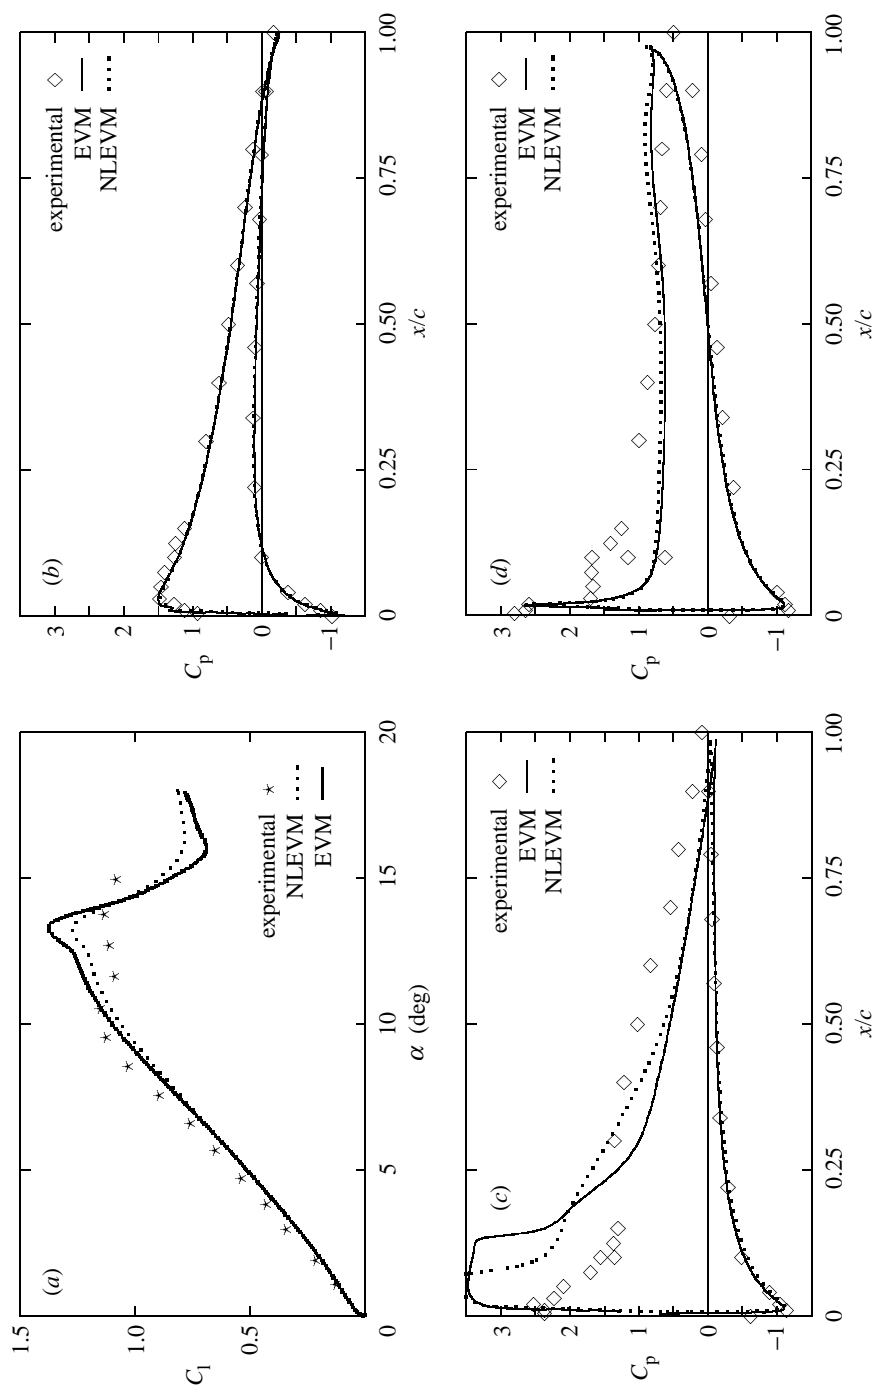 (a)
1.5
1.0
0.5
0
5
10
15
20
C_l
α (deg)
experimental
NLEVM
EVM
(b)
3
2
1
0
−1
0
0.25
0.50
0.75
1.00
C_p
x/c
experimental
EVM
NLEVM
(c)
3
2
1
0
−1
0
0.25
0.50
0.75
1.00
C_p
x/c
experimental
EVM
NLEVM
(d)
3
2
1
0
−1
0
0.25
0.50
0.75
1.00
C_p
x/c
experimental
EVM
NLEVM